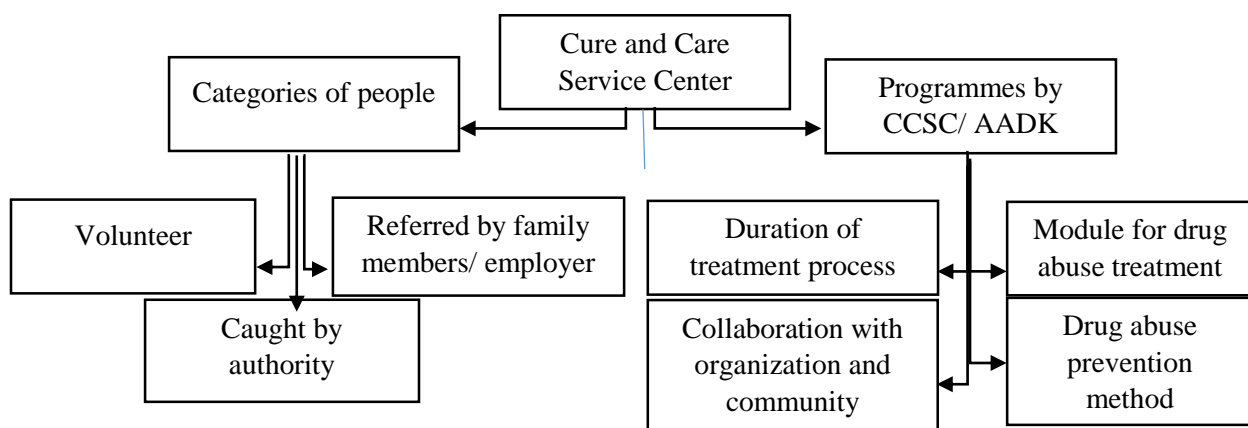 Cure and Care
Service Center
Categories of people
Programmes by
CCSC/ AADK
Volunteer
Referred by family
members/ employer
Caught by
authority
Duration of
treatment process
Module for drug
abuse treatment
Collaboration with
organization and
community
Drug abuse
prevention
method